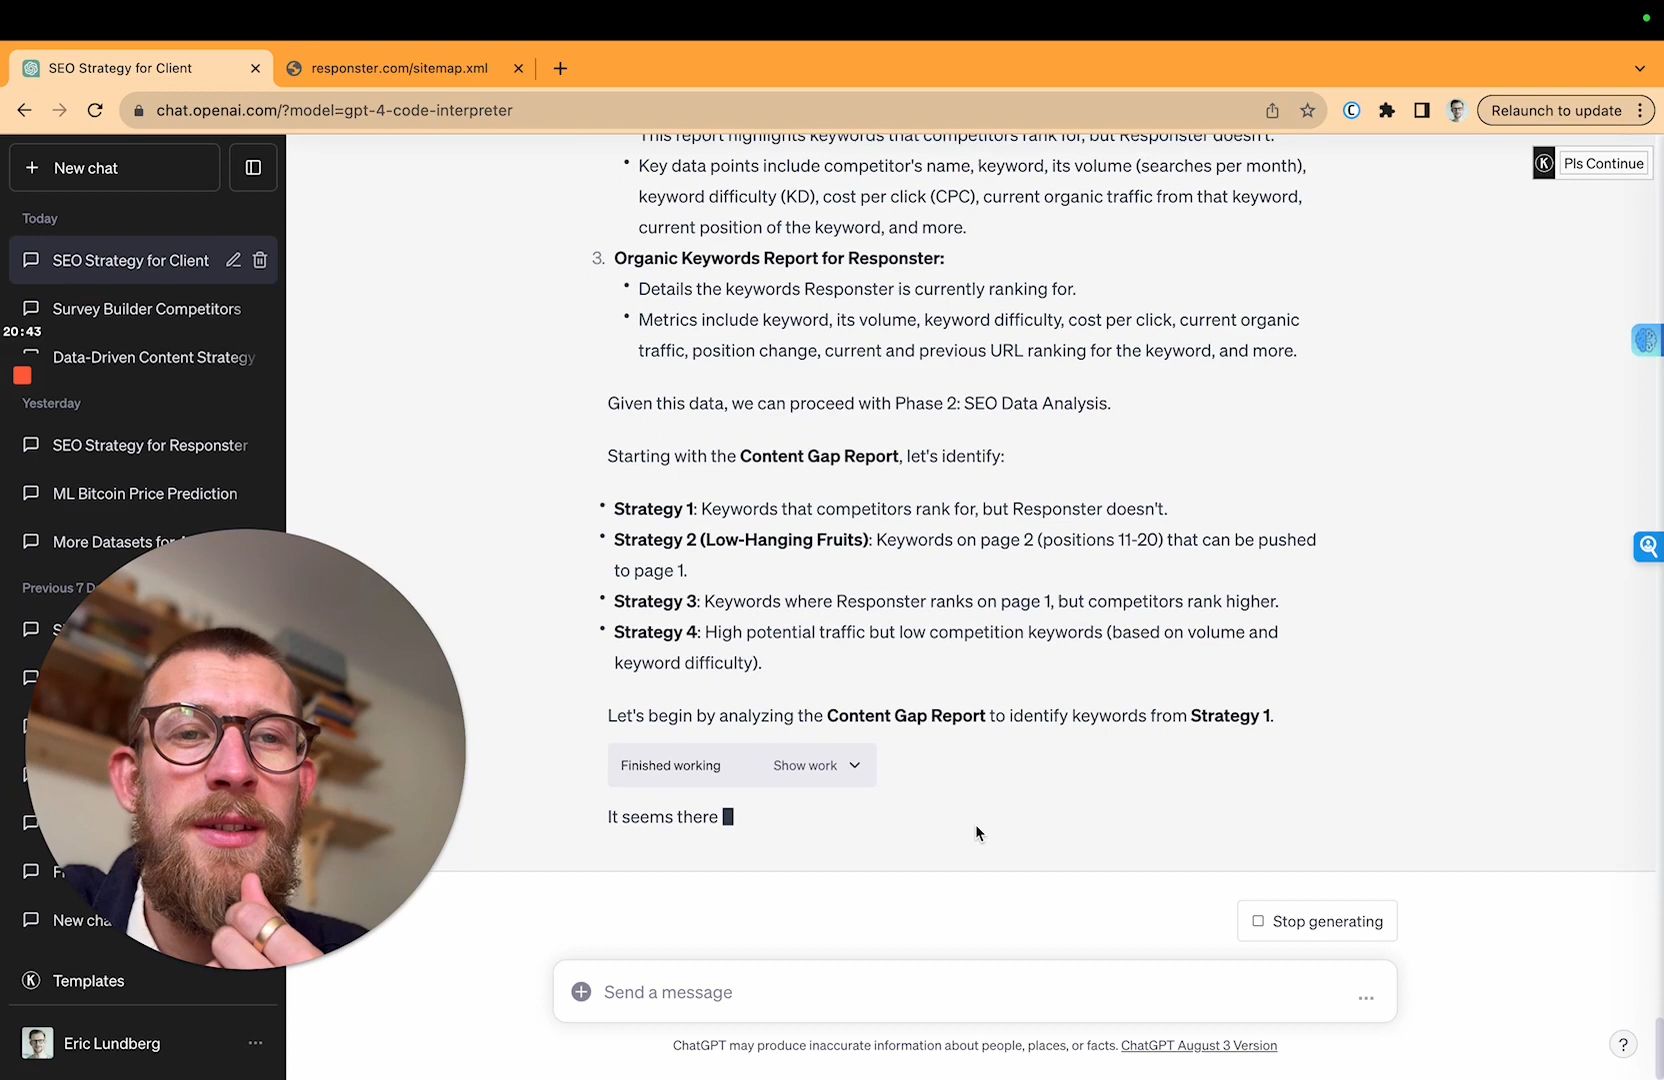 SEO Strategy for Client
responster.com/sitemap.xml
chat.openai.com/?model=gpt-4-code-interpreter
Relaunch to update
New chat
Today
SEO Strategy for Client
Survey Builder Competitors
20:43
Data-Driven Content Strategy
Yesterday
SEO Strategy for Responster
ML Bitcoin Price Prediction
More Datasets for
Previous 7 D
New cha
Templates
Eric Lundberg
Pls Continue
This report highlights keywords that competitors rank for, but Responster doesn't.
• Key data points include competitor's name, keyword, its volume (searches per month),
keyword difficulty (KD), cost per click (CPC), current organic traffic from that keyword,
current position of the keyword, and more.
3. Organic Keywords Report for Responster:
• Details the keywords Responster is currently ranking for.
• Metrics include keyword, its volume, keyword difficulty, cost per click, current organic
traffic, position change, current and previous URL ranking for the keyword, and more.
Given this data, we can proceed with Phase 2: SEO Data Analysis.
Starting with the Content Gap Report, let's identify:
• Strategy 1: Keywords that competitors rank for, but Responster doesn't.
• Strategy 2 (Low-Hanging Fruits): Keywords on page 2 (positions 11-20) that can be pushed
to page 1.
• Strategy 3: Keywords where Responster ranks on page 1, but competitors rank higher.
• Strategy 4: High potential traffic but low competition keywords (based on volume and
keyword difficulty).
Let's begin by analyzing the Content Gap Report to identify keywords from Strategy 1.
Finished working Show work
It seems there
Stop generating
Send a message
ChatGPT may produce inaccurate information about people, places, or facts. ChatGPT August 3 Version
?